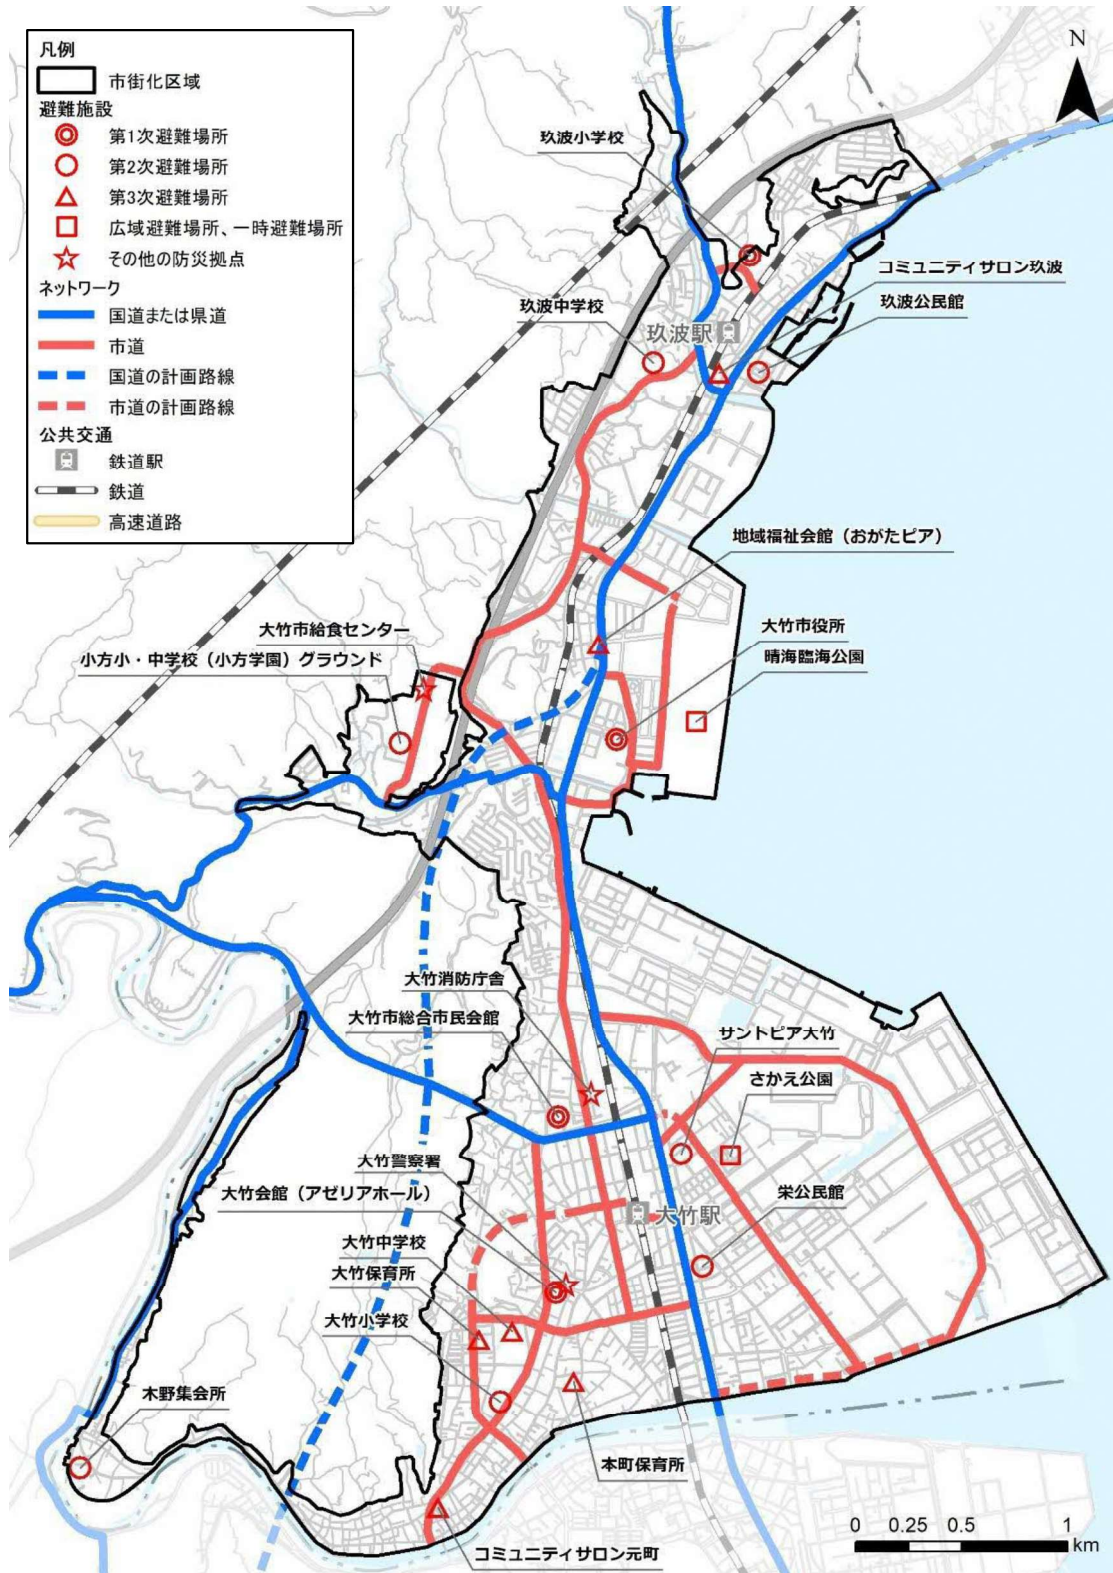 凡例
市街化区域
避難施設
第1次避難場所
第2次避難場所
第3次避難場所
広域避難場所、一時避難場所
その他の防災拠点
ネットワーク
国道または県道
市道
国道の計画路線
市道の計画路線
公共交通
鉄道駅
鉄道
高速道路
N
玖波小学校
コミュニティサロン玖波
玖波公民館
玖波中学校
玖波駅
地域福祉会館（おがたピア）
大竹市役所
晴海臨海公園
大竹市給食センター
小方小・中学校（小方学園）グラウンド
大竹消防庁舎
大竹市総合市民会館
サントピア大竹
さかえ公園
大竹警察署
大竹会館（アゼリアホール）
栄公民館
大竹駅
大竹中学校
大竹保育所
大竹小学校
木野集会所
本町保育所
コミュニティサロン元町
0 0.25 0.5 1
km